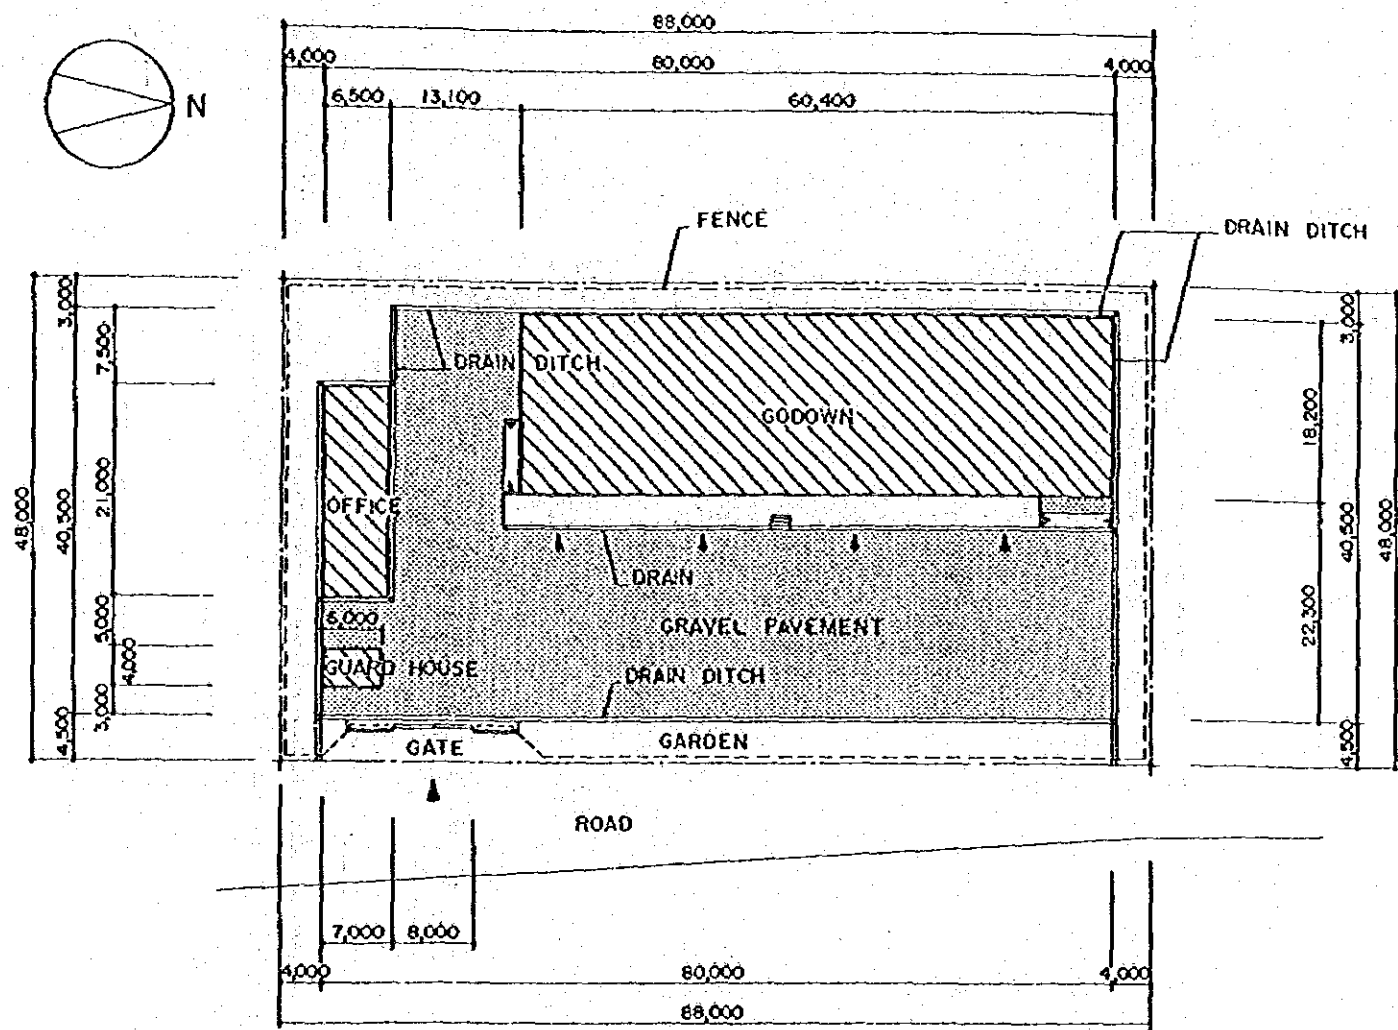 88,000
4,000 80,000 4,000
6,500 13,100 60,400
N
FENCE
DRAIN DITCH
3,000
7,500
DRAIN DITCH
GODOWN
3,000
18,200
48,000
40,500
21,000
OFFICE
40,500
48,000
DRAIN
5,000
6,000
GRAVEL PAVEMENT
22,300
4,000
GUARD HOUSE
DRAIN DITCH
3,000
4,500
GATE
GARDEN
4,500
ROAD
7,000 8,000
4,000 80,000 4,000
88,000